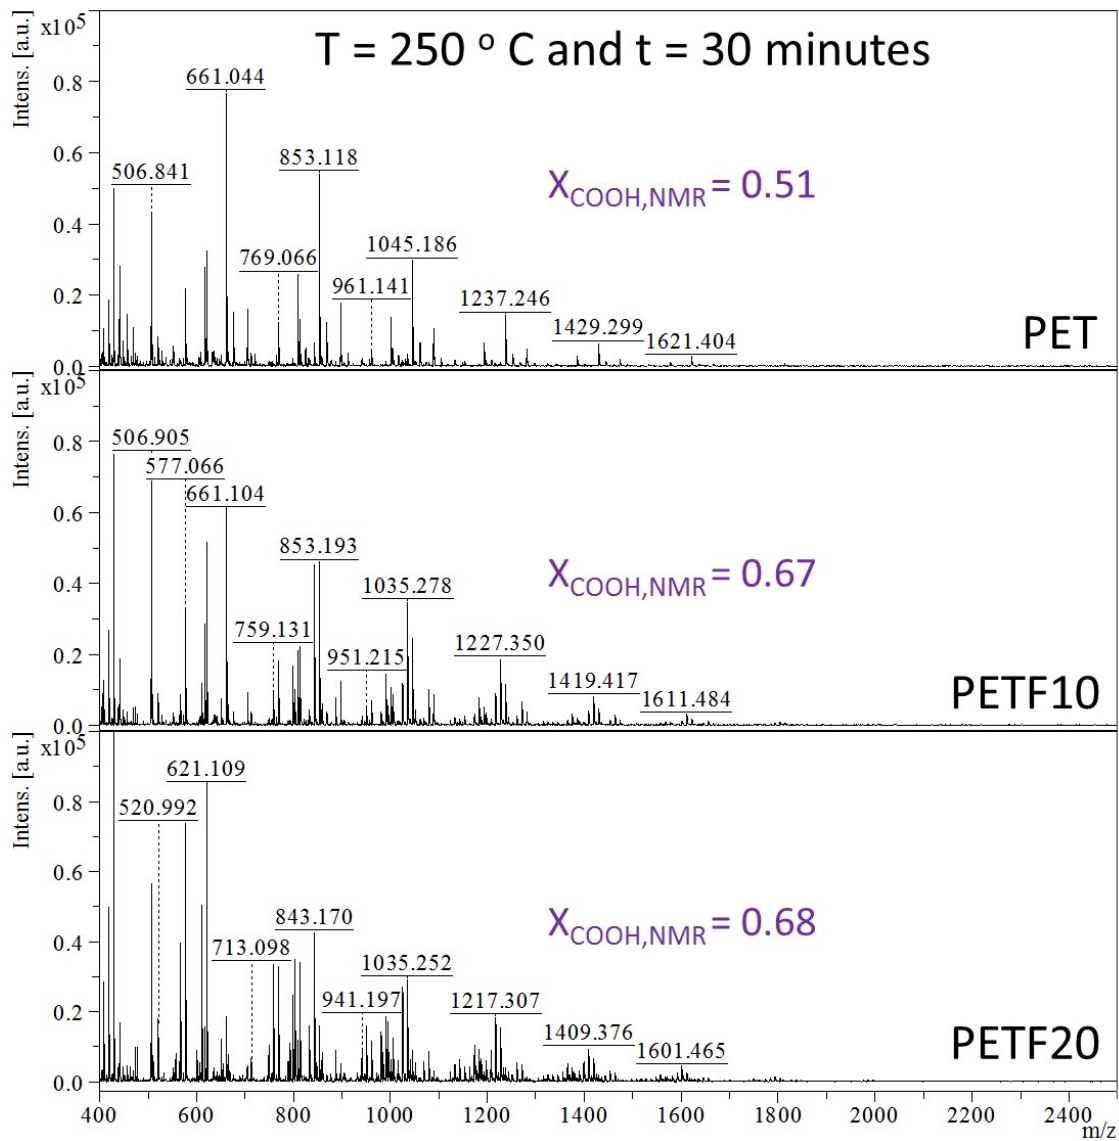 T = 250 ° C and t = 30 minutes
Intens. [a.u.]
x10⁵
0.8
0.6
0.4
0.2
0.0
661.044
506.841
853.118
769.066
1045.186
961.141
1237.246
1429.299
1621.404
X_COOH,NMR = 0.51
PET
Intens. [a.u.]
x10⁵
0.8
0.6
0.4
0.2
0.0
506.905
577.066
661.104
853.193
759.131
1035.278
951.215
1227.350
1419.417
1611.484
X_COOH,NMR = 0.67
PETF10
Intens. [a.u.]
x10⁵
0.8
0.6
0.4
0.2
0.0
621.109
520.992
843.170
713.098
1035.252
941.197
1217.307
1409.376
1601.465
X_COOH,NMR = 0.68
PETF20
400 600 800 1000 1200 1400 1600 1800 2000 2200 2400
m/z